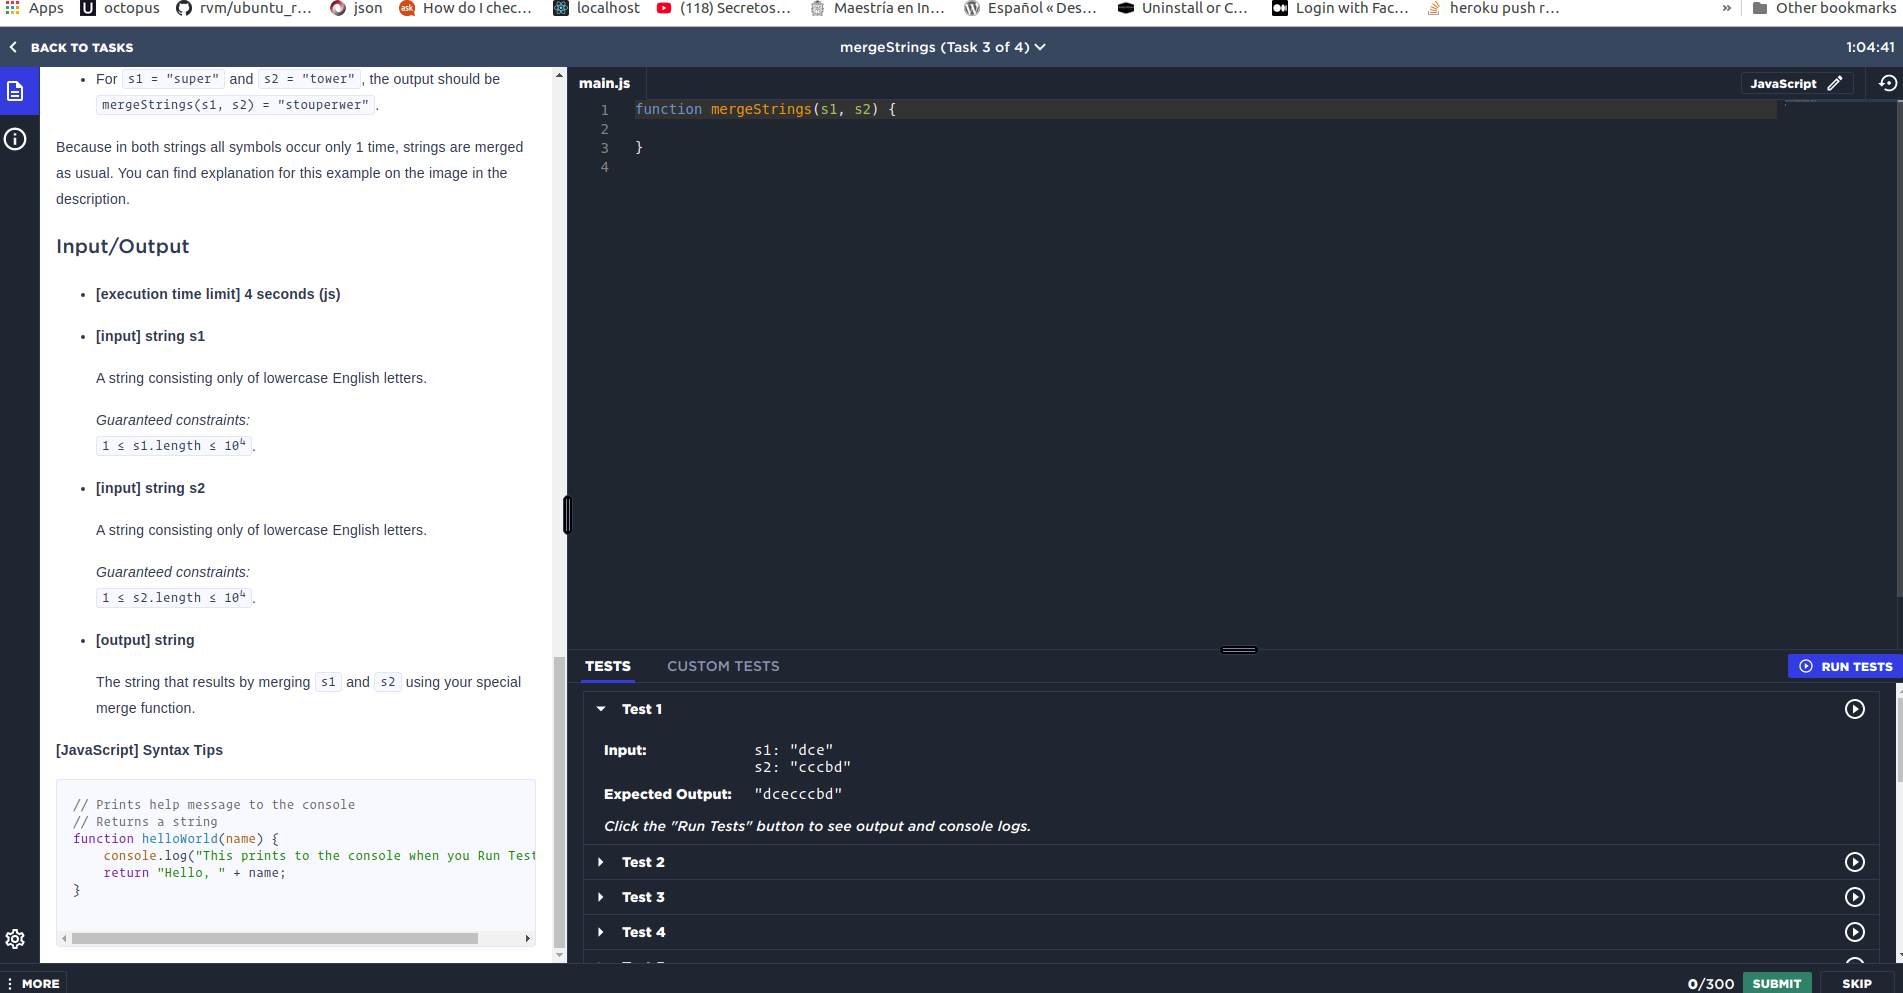 Apps octopus rvm/ubuntu_r... json How do I chec... localhost (118) Secretos... Maestría en In... Español « Des... Uninstall or C... Login with Fac... heroku push r... » Other bookmarks
BACK TO TASKS
mergeStrings (Task 3 of 4)
1:04:41
• For s1 = "super" and s2 = "tower", the output should be
mergeStrings(s1, s2) = "stouperwer".
Because in both strings all symbols occur only 1 time, strings are merged
as usual. You can find explanation for this example on the image in the
description.
Input/Output
• [execution time limit] 4 seconds (js)
• [input] string s1
A string consisting only of lowercase English letters.
Guaranteed constraints:
1 ≤ s1.length ≤ 10⁴.
• [input] string s2
A string consisting only of lowercase English letters.
Guaranteed constraints:
1 ≤ s2.length ≤ 10⁴.
• [output] string
The string that results by merging s1 and s2 using your special
merge function.
[JavaScript] Syntax Tips
// Prints help message to the console
// Returns a string
function helloWorld(name) {
console.log("This prints to the console when you Run Test
return "Hello, " + name;
}
MORE
main.js
JavaScript
1 function mergeStrings(s1, s2) {
2
3 }
4
TESTS CUSTOM TESTS
RUN TESTS
Test 1
Input: s1: "dce"
s2: "cccbd"
Expected Output: "dcecccbd"
Click the "Run Tests" button to see output and console logs.
Test 2
Test 3
Test 4
0/300 SUBMIT SKIP